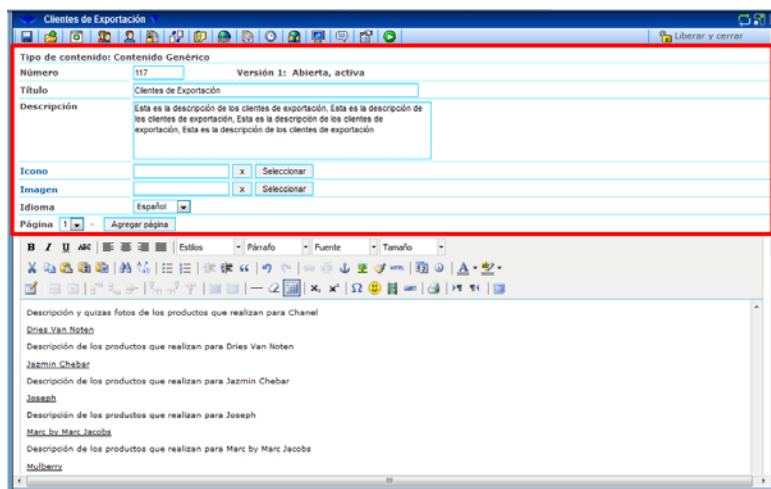 Clientes de Exportación
Liberar y cerrar
Tipo de contenido: Contenido Genérico
Número 117 Versión 1: Abierta, activa
Título Clientes de Exportación
Descripción Esta es la descripción de los clientes de exportación, Esta es la descripción de
los clientes de exportación, Esta es la descripción de los clientes de
exportación, Esta es la descripción de los clientes de exportación
Icono x Seleccionar
Imagen x Seleccionar
Idioma Español
Página 1 - Agregar página
B I U ABC Estilos Párrafo Fuente Tamaño
Descripción y quizas fotos de los productos que realizan para Chanel
Dries Van Noten
Descripción de los productos que realizan para Dries Van Noten
Jazmin Chebar
Descripción de los productos que realizan para Jazmin Chebar
Joseph
Descripción de los productos que realizan para Joseph
Marc by Marc Jacobs
Descripción de los productos que realizan para Marc by Marc Jacobs
Mulberry